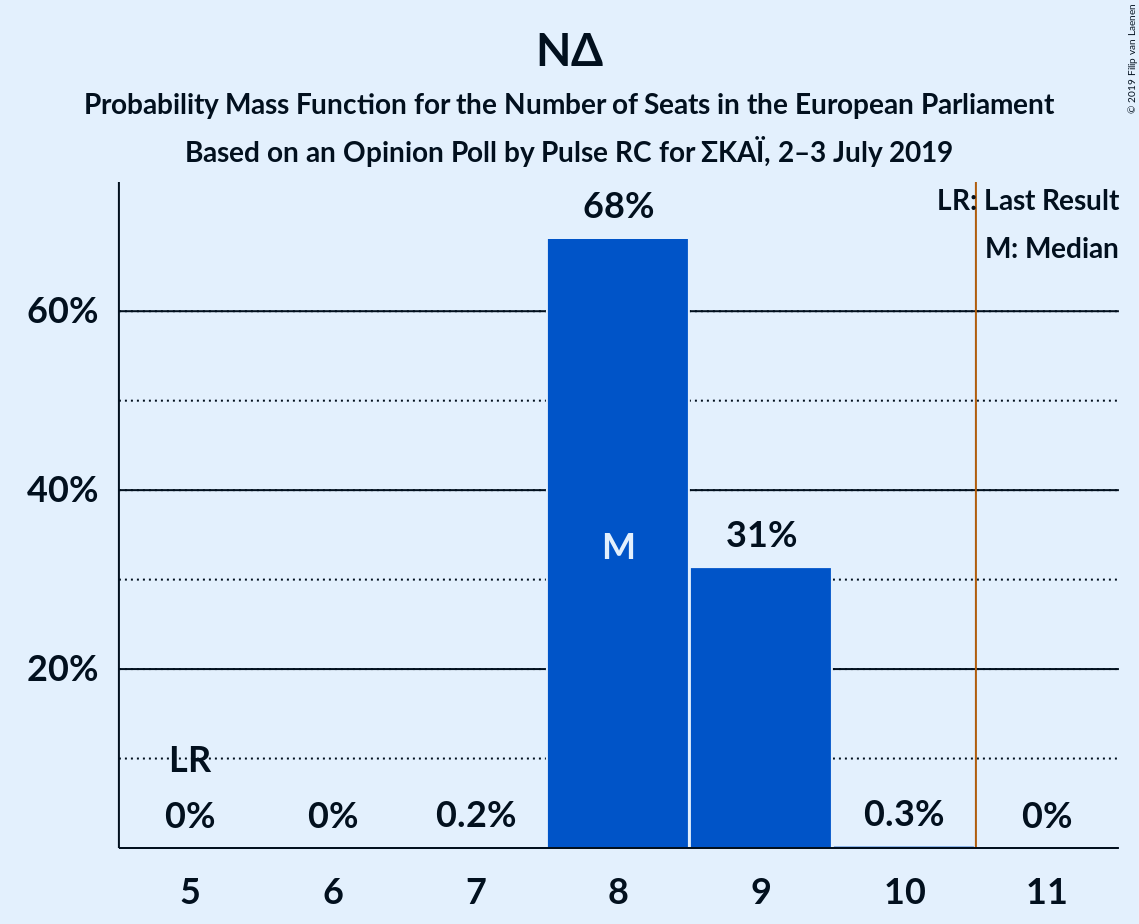 ΝΔ
Probability Mass Function for the Number of Seats in the European Parliament
Based on an Opinion Poll by Pulse RC for ΣΚΑΪ, 2–3 July 2019
© 2019 Filip van Laenen
LR: Last Result
M: Median
68%
60%
40%
31%
M
20%
LR
0%
0%
0.2%
0.3%
0%
5
6
7
8
9
10
11